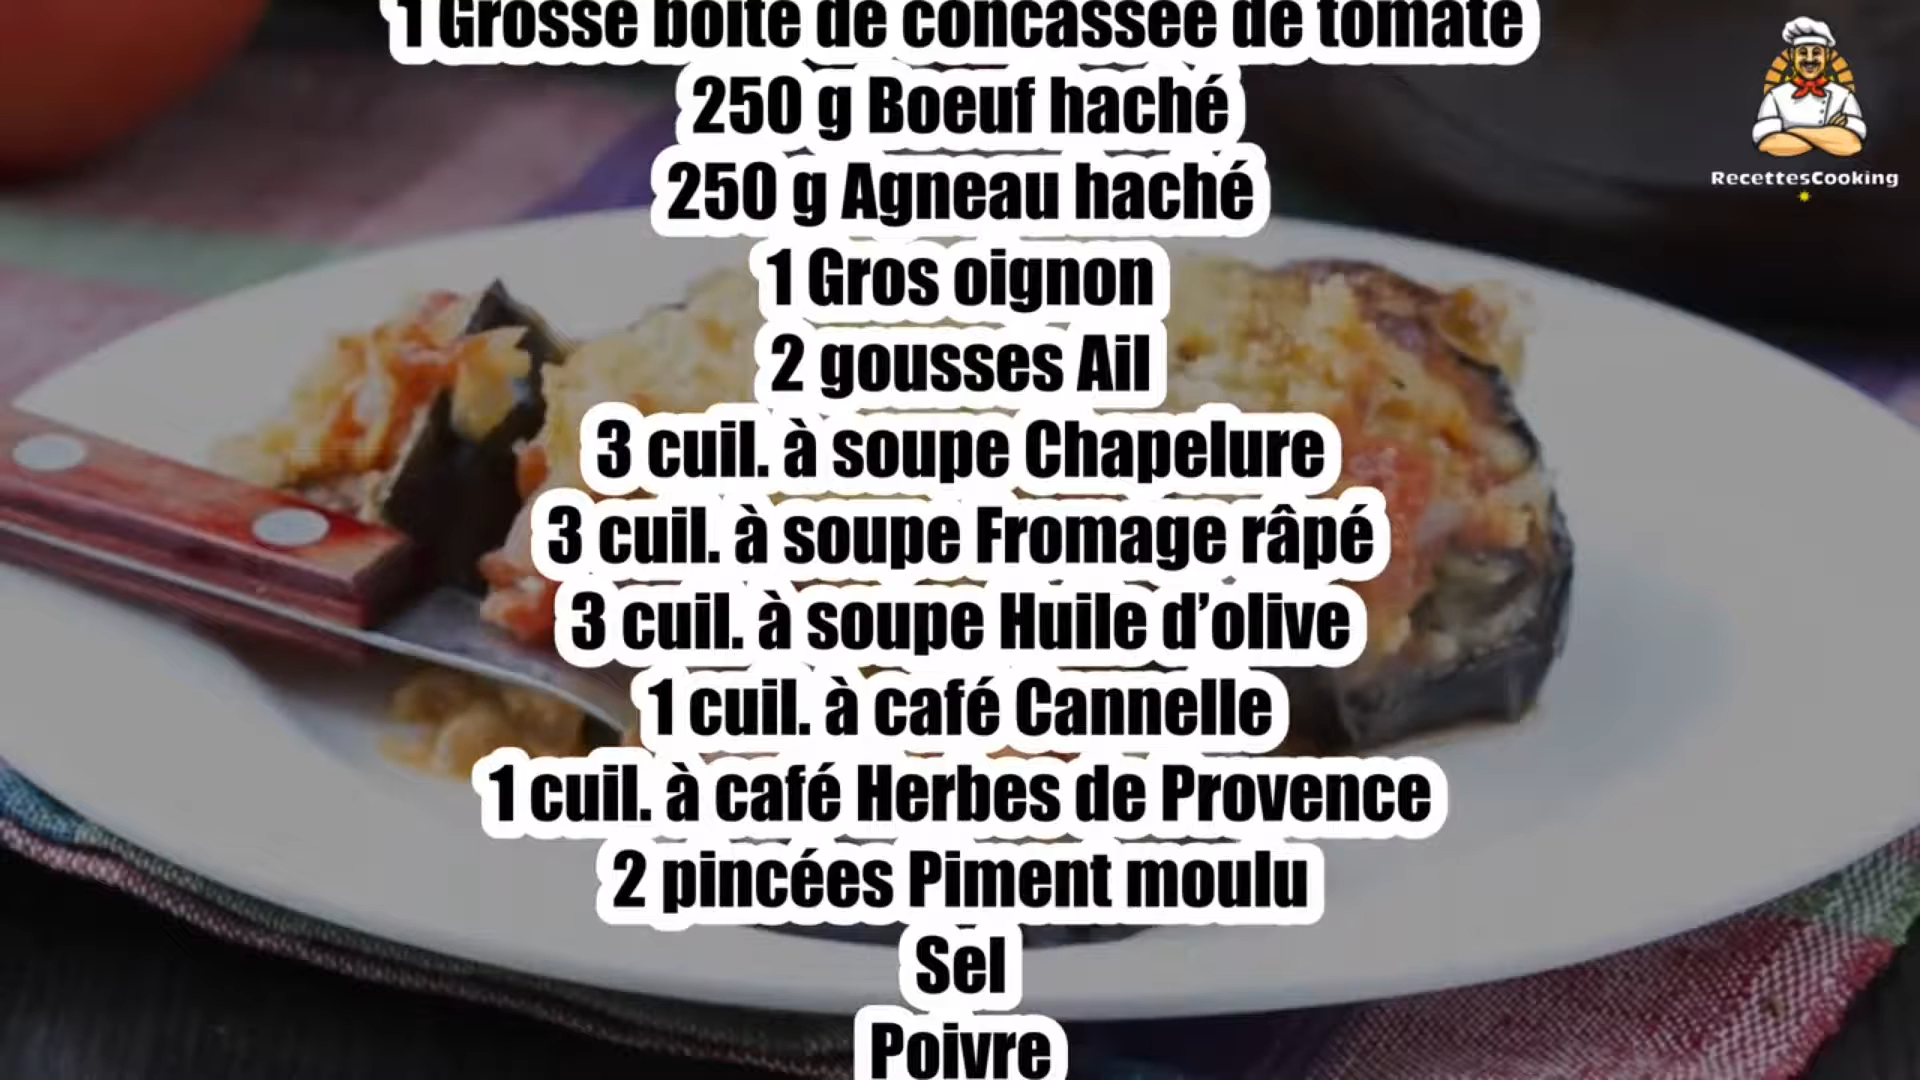 1 Grosse boîte de concassée de tomate
250 g Boeuf haché
250 g Agneau haché
1 Gros oignon
2 gousses Ail
3 cuil. à soupe Chapelure
3 cuil. à soupe Fromage râpé
3 cuil. à soupe Huile d’olive
1 cuil. à café Cannelle
1 cuil. à café Herbes de Provence
2 pincées Piment moulu
Sel
Poivre
RecettesCooking